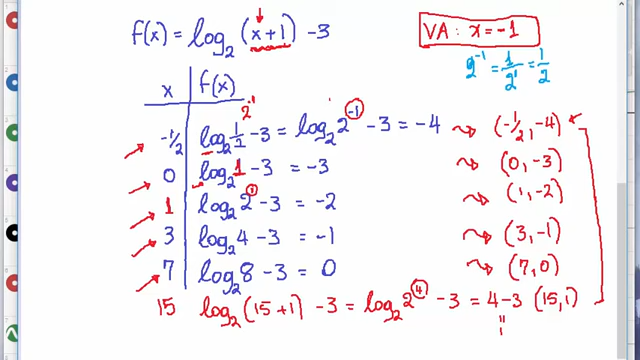 f(x) = log₂ (x+1) -3
VA: x = -1
2⁻¹ = 1/2¹ = 1/2
x f(x)
2⁻¹
-1/2 log₂ 1/2 -3 = log₂ 2⁻¹ -3 = -4 ⇝ (-1/2, -4)
0 log₂ 1 -3 = -3 ⇝ (0, -3)
1 log₂ 2¹ -3 = -2 ⇝ (1, -2)
3 log₂ 4 -3 = -1 ⇝ (3, -1)
7 log₂ 8 -3 = 0 ⇝ (7, 0)
15 log₂ (15+1) -3 = log₂ 2⁴ -3 = 4-3 (15,1)
=
1